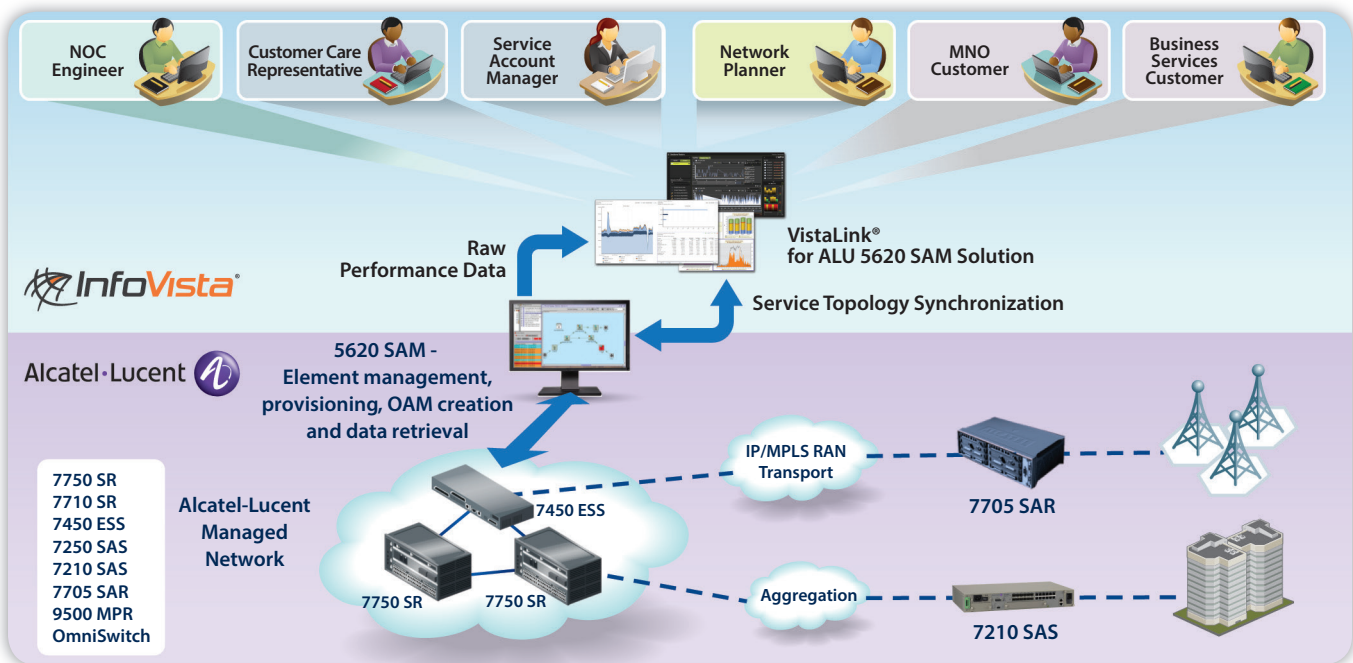 NOC
Engineer
Customer Care
Representative
Service
Account
Manager
Network
Planner
MNO
Customer
Business
Services
Customer
Raw
Performance Data
VistaLink®
for ALU 5620 SAM Solution
InfoVista®
Service Topology Synchronization
Alcatel·Lucent
5620 SAM -
Element management,
provisioning, OAM creation
and data retrieval
7750 SR
7710 SR
7450 ESS
7250 SAS
7210 SAS
7705 SAR
9500 MPR
OmniSwitch
Alcatel-Lucent
Managed
Network
7450 ESS
7750 SR
7750 SR
IP/MPLS RAN
Transport
7705 SAR
Aggregation
7210 SAS